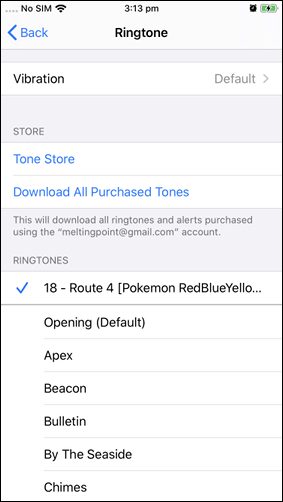 .... No SIM 3:13 pm
Back Ringtone
Vibration Default
STORE
Tone Store
Download All Purchased Tones
This will download all ringtones and alerts purchased
using the “meltingpoint@gmail.com” account.
RINGTONES
18 - Route 4 [Pokemon RedBlueYello...
Opening (Default)
Apex
Beacon
Bulletin
By The Seaside
Chimes